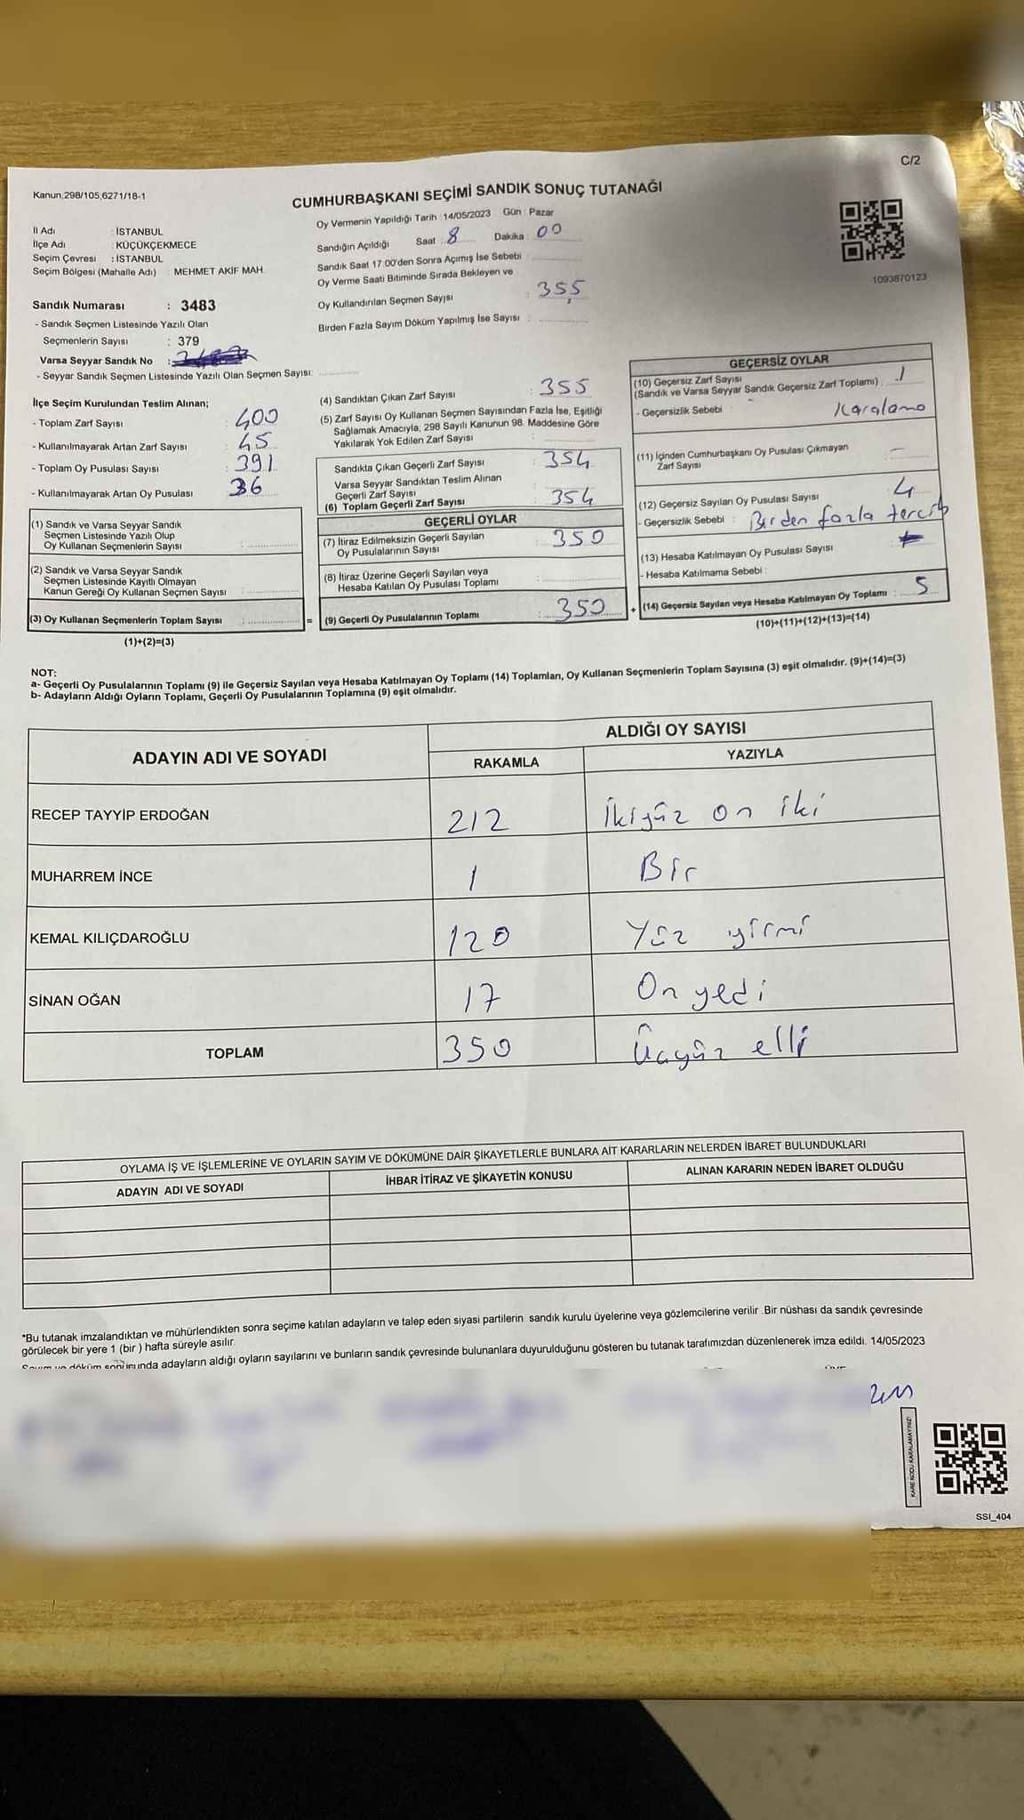 C/2
Kanun,298/105,6271/18-1
CUMHURBAŞKANI SEÇİMİ SANDIK SONUÇ TUTANAĞI
İl Adı : İSTANBUL
İlçe Adı : KÜÇÜKÇEKMECE
Seçim Çevresi : İSTANBUL
Seçim Bölgesi (Mahalle Adı) : MEHMET AKİF MAH.
Oy Vermenin Yapıldığı Tarih : 14/05/2023 Gün : Pazar
Sandığın Açıldığı Saat : 8 Dakika : 00
Sandık Saat 17:00'den Sonra Açımış İse Sebebi :
Oy Verme Saati Bitiminde Sırada Bekleyen ve
Oy Kullandırılan Seçmen Sayısı : 355
Birden Fazla Sayım Döküm Yapılmış İse Sayısı :
1093870123
Sandık Numarası : 3483
- Sandık Seçmen Listesinde Yazılı Olan
Seçmenlerin Sayısı : 379
Varsa Seyyar Sandık No :
- Seyyar Sandık Seçmen Listesinde Yazılı Olan Seçmen Sayısı:
İlçe Seçim Kurulundan Teslim Alınan;
- Toplam Zarf Sayısı : 400
- Kullanılmayarak Artan Zarf Sayısı : 45
- Toplam Oy Pusulası Sayısı : 391
- Kullanılmayarak Artan Oy Pusulası : 36
(1) Sandık ve Varsa Seyyar Sandık
Seçmen Listesinde Yazılı Olup
Oy Kullanan Seçmenlerin Sayısı :
(2) Sandık ve Varsa Seyyar Sandık
Seçmen Listesinde Kayıtlı Olmayan
Kanun Gereği Oy Kullanan Seçmen Sayısı :
(3) Oy Kullanan Seçmenlerin Toplam Sayısı :
(1)+(2)=(3)
(4) Sandıktan Çıkan Zarf Sayısı : 355
(5) Zarf Sayısı Oy Kullanan Seçmen Sayısından Fazla İse, Eşitliği
Sağlamak Amacıyla, 298 Sayılı Kanunun 98. Maddesine Göre
Yakılarak Yok Edilen Zarf Sayısı :
Sandıkta Çıkan Geçerli Zarf Sayısı : 354
Varsa Seyyar Sandıktan Teslim Alınan
Geçerli Zarf Sayısı :
(6) Toplam Geçerli Zarf Sayısı : 354
GEÇERLİ OYLAR
(7) İtiraz Edilmeksizin Geçerli Sayılan
Oy Pusulalarının Sayısı : 350
(8) İtiraz Üzerine Geçerli Sayılan veya
Hesaba Katılan Oy Pusulası Toplamı :
= (9) Geçerli Oy Pusulalarının Toplamı : 350
GEÇERSİZ OYLAR
(10) Geçersiz Zarf Sayısı : 1
(Sandık ve Varsa Seyyar Sandık Geçersiz Zarf Toplamı)
- Geçersizlik Sebebi : Karalama
(11) İçinden Cumhurbaşkanı Oy Pusulası Çıkmayan : -
Zarf Sayısı
(12) Geçersiz Sayılan Oy Pusulası Sayısı : 4
- Geçersizlik Sebebi : Birden fazla tercih
(13) Hesaba Katılmayan Oy Pusulası Sayısı :
- Hesaba Katılmama Sebebi :
+ (14) Geçersiz Sayılan veya Hesaba Katılmayan Oy Toplamı : 5
(10)+(11)+(12)+(13)=(14)
NOT:
a- Geçerli Oy Pusulalarının Toplamı (9) ile Geçersiz Sayılan veya Hesaba Katılmayan Oy Toplamı (14) Toplamları, Oy Kullanan Seçmenlerin Toplam Sayısına (3) eşit olmalıdır. (9)+(14)=(3)
b- Adayların Aldığı Oyların Toplamı, Geçerli Oy Pusulalarının Toplamına (9) eşit olmalıdır.
ADAYIN ADI VE SOYADI ALDIĞI OY SAYISI
RAKAMLA YAZIYLA
RECEP TAYYİP ERDOĞAN 212 İkiyüz on iki
MUHARREM İNCE 1 Bir
KEMAL KILIÇDAROĞLU 120 Yüz yirmi
SİNAN OĞAN 17 On yedi
TOPLAM 350 Üçyüz elli
OYLAMA İŞ VE İŞLEMLERİNE VE OYLARIN SAYIM VE DÖKÜMÜNE DAİR ŞİKAYETLERLE BUNLARA AİT KARARLARIN NELERDEN İBARET BULUNDUKLARI
ADAYIN ADI VE SOYADI İHBAR İTİRAZ VE ŞİKAYETİN KONUSU ALINAN KARARIN NEDEN İBARET OLDUĞU
*Bu tutanak imzalandıktan ve mühürlendikten sonra seçime katılan adayların ve talep eden siyasi partilerin sandık kurulu üyelerine veya gözlemcilerine verilir .Bir nüshası da sandık çevresinde
görülecek bir yere 1 (bir ) hafta süreyle asılır.
Sayım ve döküm sonunda adayların aldığı oyların sayılarını ve bunların sandık çevresinde bulunanlara duyurulduğunu gösteren bu tutanak tarafımızdan düzenlenerek imza edildi. 14/05/2023
KARE KODU KARALAMAYINIZ!
SSI_404